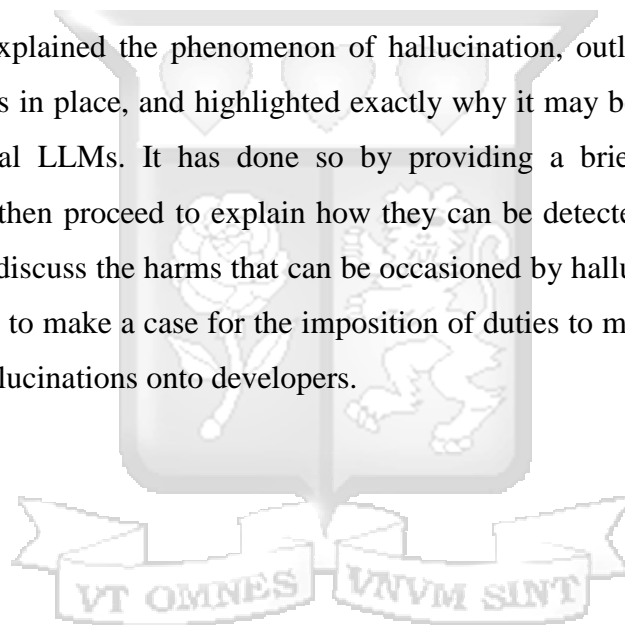 xplained the phenomenon of hallucination, outl
s in place, and highlighted exactly why it may b
al LLMs. It has done so by providing a brie
then proceed to explain how they can be detecte
discuss the harms that can be occasioned by hallu
to make a case for the imposition of duties to m
llucinations onto developers.
VT OMNES VNVM SINT